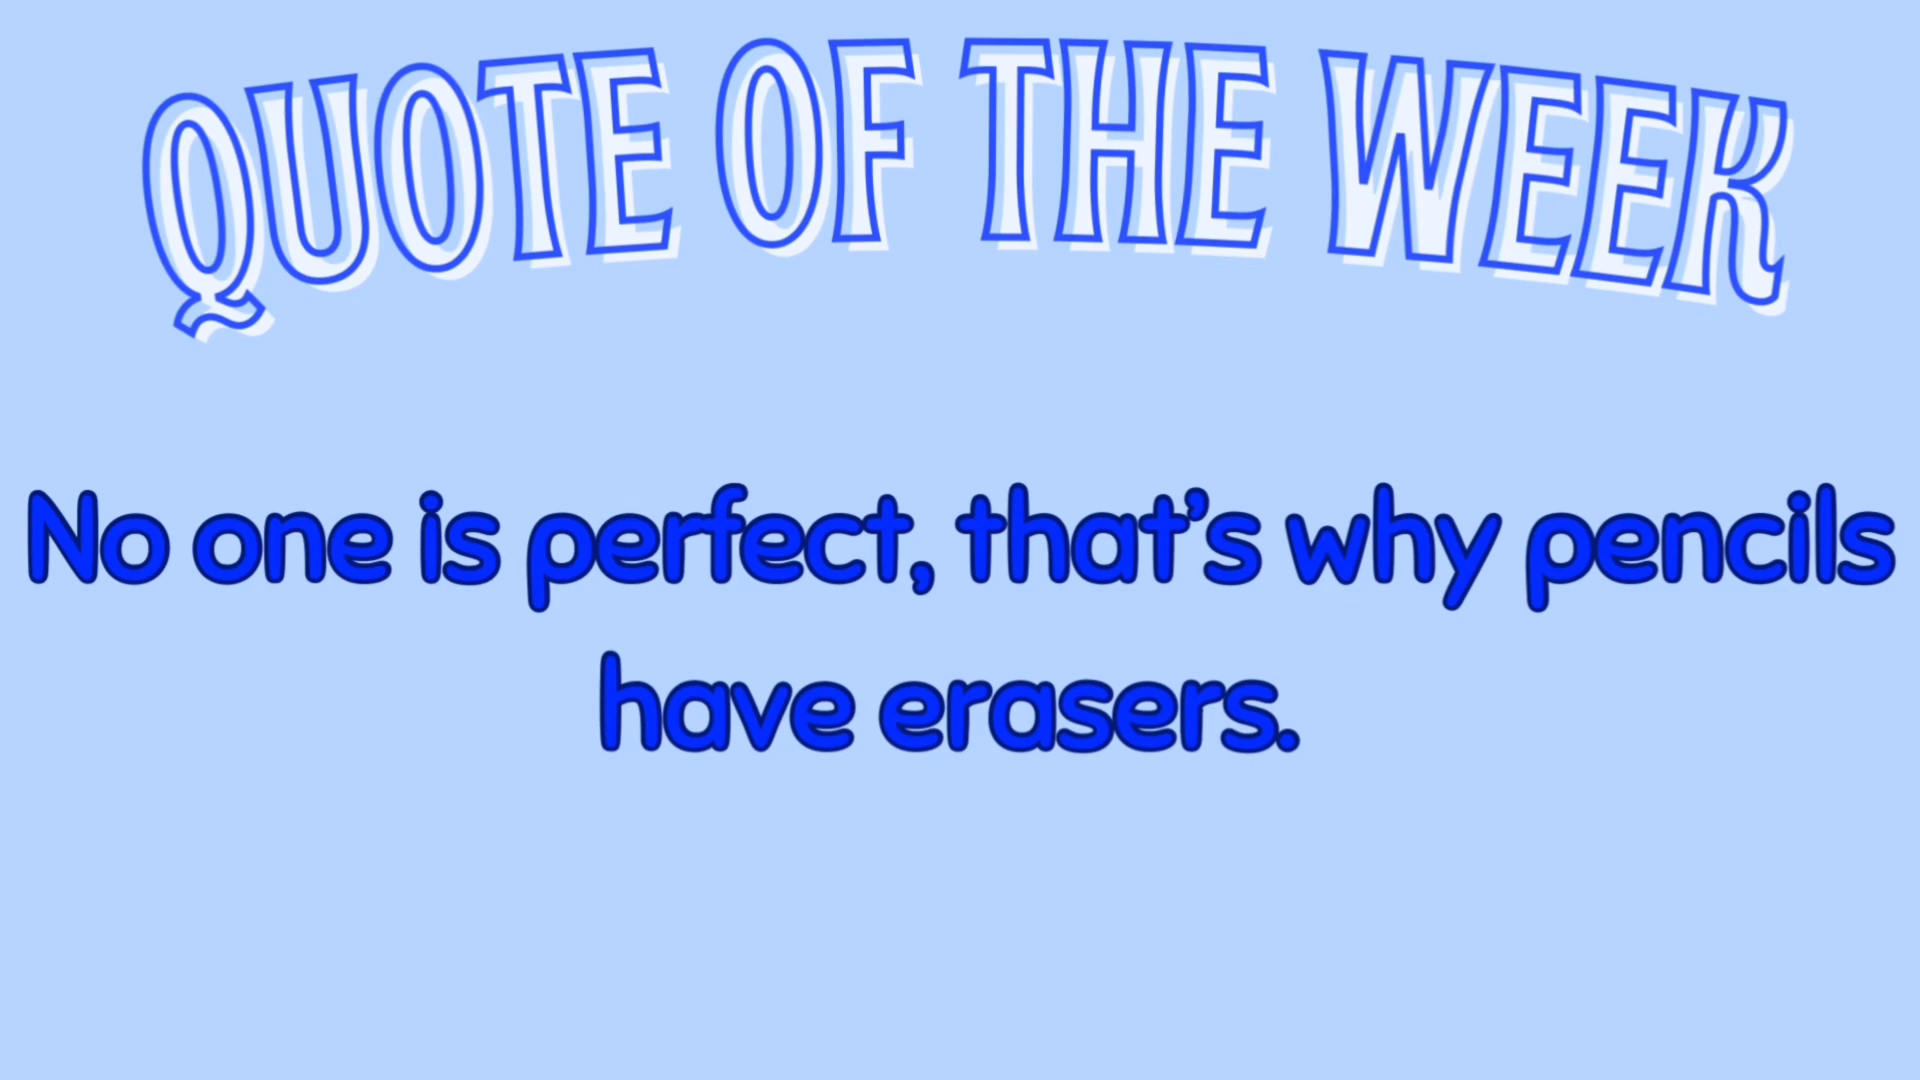 QUOTE OF THE WEEK
No one is perfect, that’s why pencils
have erasers.